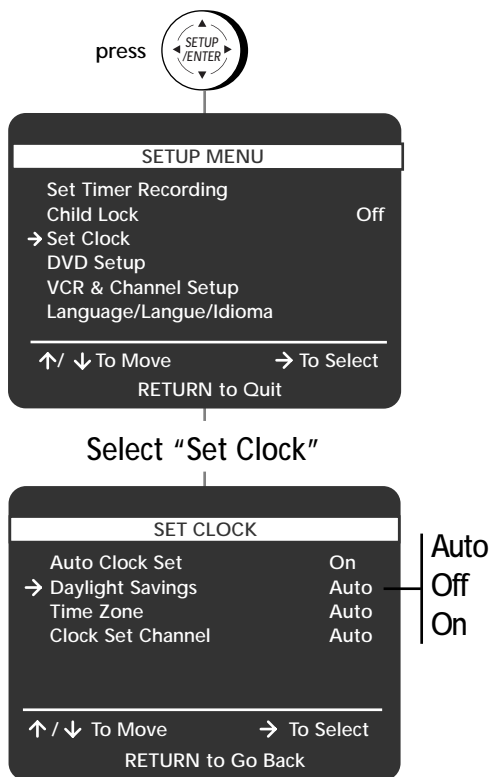 press
SETUP
/ENTER
SETUP MENU
Set Timer Recording
Child Lock Off
→ Set Clock
DVD Setup
VCR & Channel Setup
Language/Langue/Idioma
↑/ ↓ To Move → To Select
RETURN to Quit
Select "Set Clock"
SET CLOCK
Auto Clock Set On
→ Daylight Savings Auto
Time Zone Auto
Clock Set Channel Auto
↑ / ↓ To Move → To Select
RETURN to Go Back
Auto
Off
On